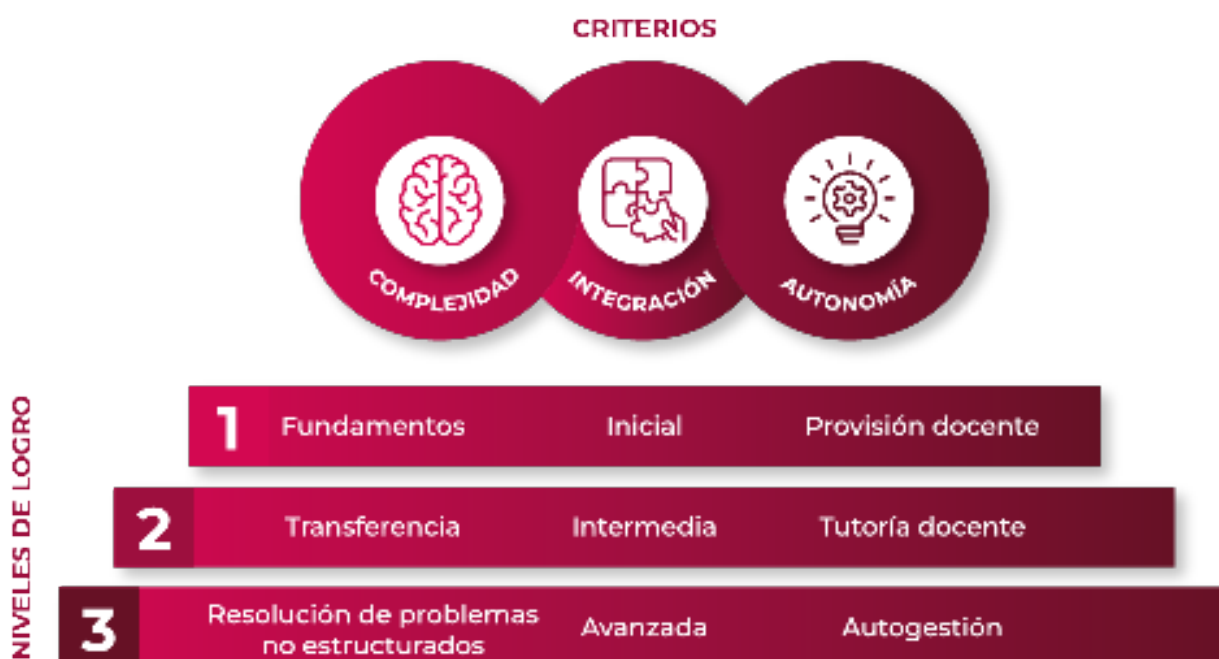 CRITERIOS
COMPLEJIDAD
INTEGRACIÓN
AUTONOMÍA
NIVELES DE LOGRO
1 Fundamentos Inicial Provisión docente
2 Transferencia Intermedia Tutoría docente
3 Resolución de problemas no estructurados Avanzada Autogestión